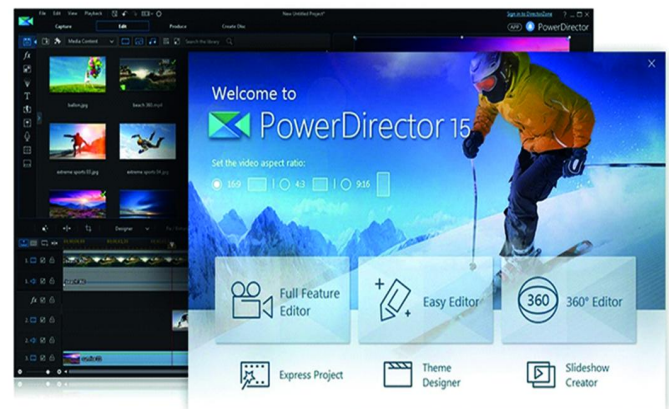 File Edit View Playback
New Untitled Project*
Sign in to DirectorZone
Capture
Edit
Produce
Create Disc
APP
PowerDirector
Media Content
Search the library
ballon.jpg
beach 360.mp4
extreme sports 03.jpg
extreme sports 04.jpg
Designer
Welcome to
PowerDirector 15
Set the video aspect ratio:
16:9
4:3
9:16
Full Feature
Editor
Easy Editor
360
360° Editor
Express Project
Theme
Designer
Slideshow
Creator